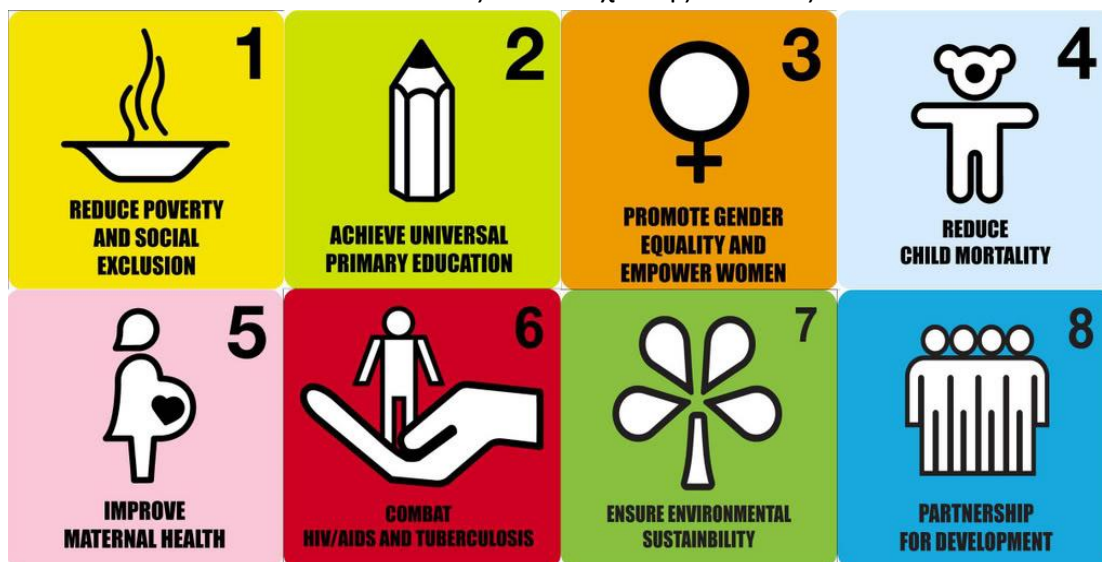 1
REDUCE POVERTY
AND SOCIAL
EXCLUSION
2
ACHIEVE UNIVERSAL
PRIMARY EDUCATION
3
PROMOTE GENDER
EQUALITY AND
EMPOWER WOMEN
4
REDUCE
CHILD MORTALITY
5
IMPROVE
MATERNAL HEALTH
6
COMBAT
HIV/AIDS AND TUBERCULOSIS
7
ENSURE ENVIRONMENTAL
SUSTAINBILITY
8
PARTNERSHIP
FOR DEVELOPMENT